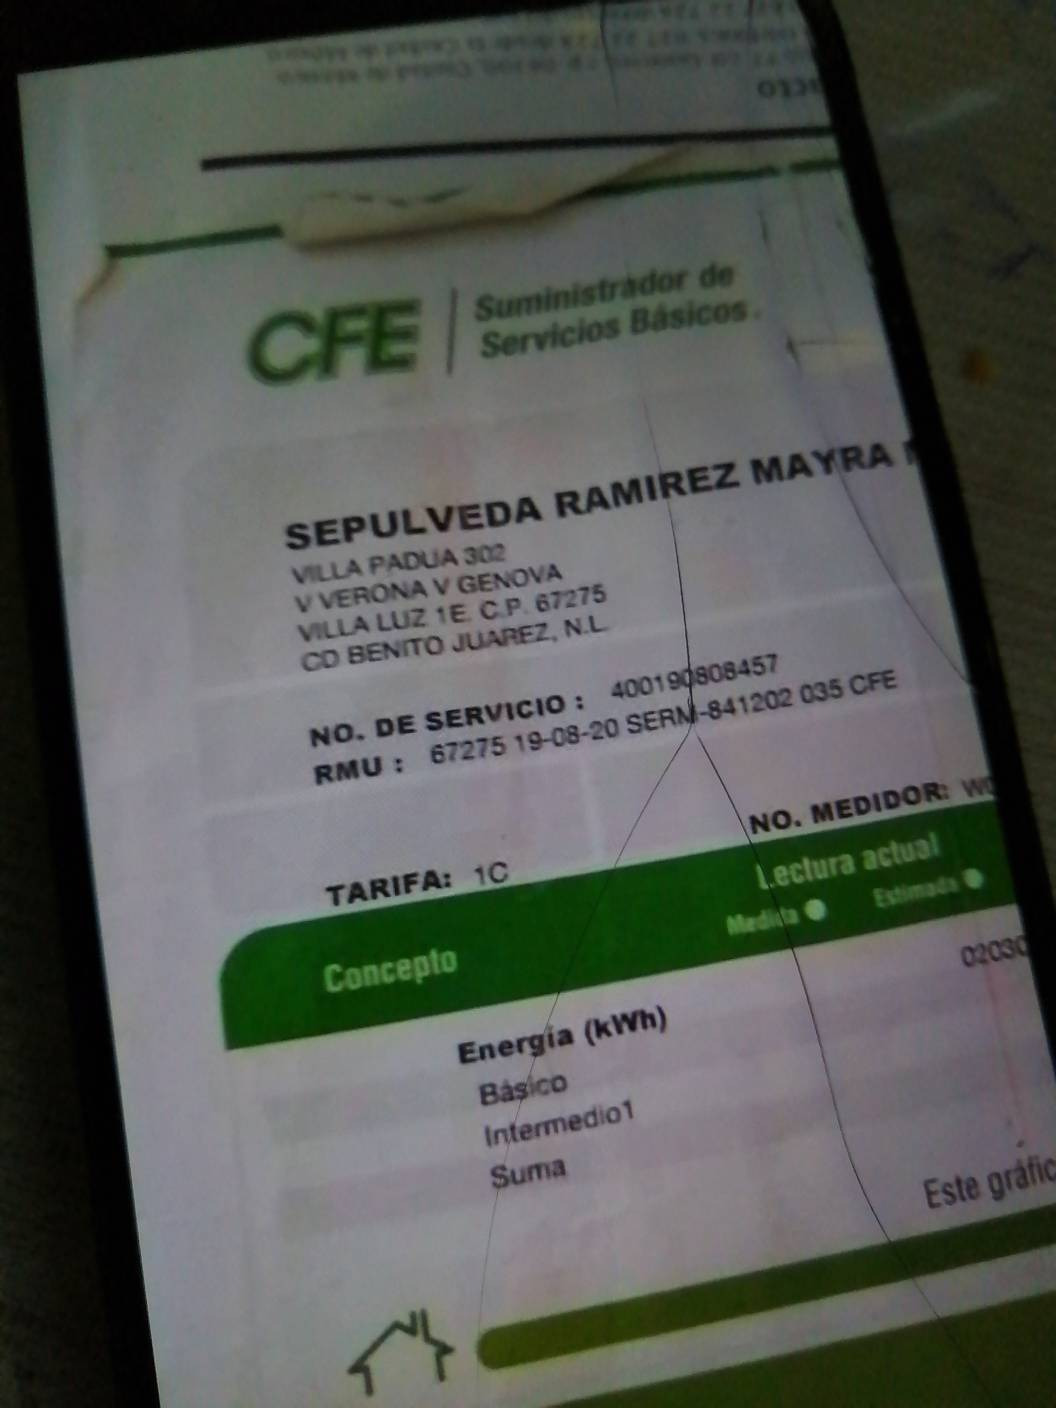 CFE
Suministrador de
Servicios Básicos.
SEPULVEDA RAMIREZ MAYRA
VILLA PADUA 302
V VERONA V GENOVA
VILLA LUZ 1E. C.P. 67275
CD BENITO JUAREZ, N.L.
NO. DE SERVICIO : 400190808457
RMU : 67275 19-08-20 SERM-841202 035 CFE
NO. MEDIDOR:
TARIFA: 1C
Concepto
Lectura actual
Medida Estimada
Energía (kWh) 0203
Básico
Intermedio1
Suma
Este gráfic